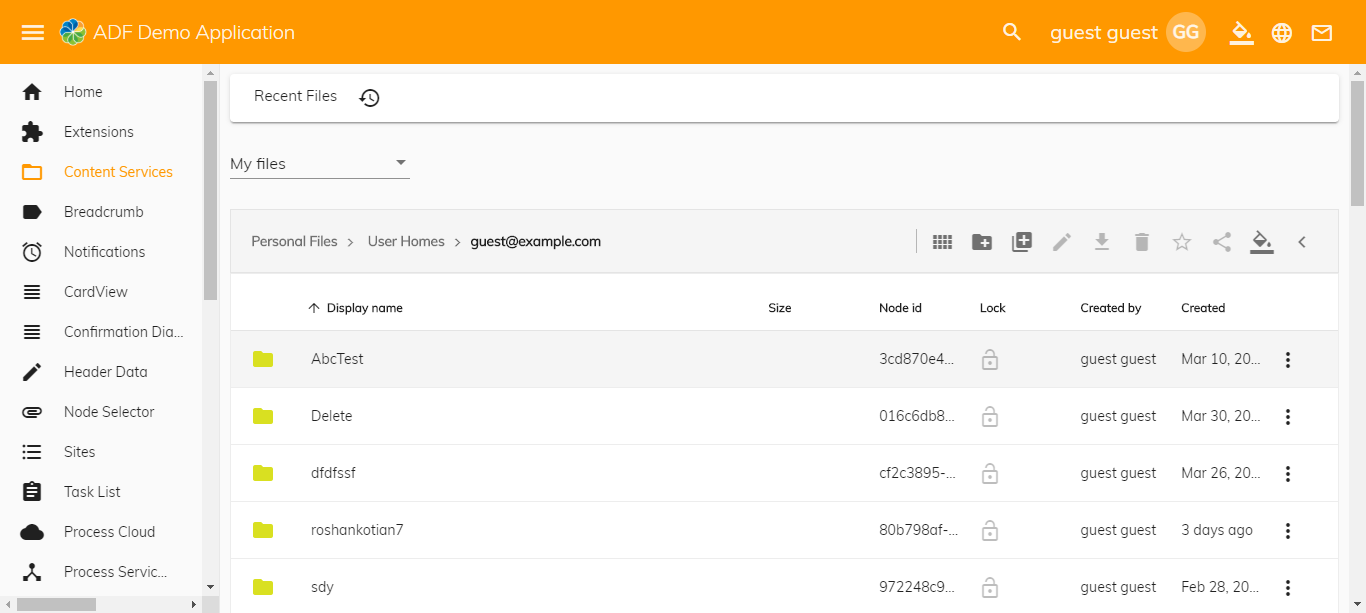 ADF Demo Application
guest guest GG
Home
Extensions
Content Services
Breadcrumb
Notifications
CardView
Confirmation Dia...
Header Data
Node Selector
Sites
Task List
Process Cloud
Process Servic...
Recent Files
My files
Personal Files > User Homes > guest@example.com
Display name Size Node id Lock Created by Created
AbcTest 3cd870e4... guest guest Mar 10, 20...
Delete 016c6db8... guest guest Mar 30, 20...
dfdfssf cf2c3895-... guest guest Mar 26, 20...
roshankotian7 80b798af-... guest guest 3 days ago
sdy 972248c9... guest guest Feb 28, 20...